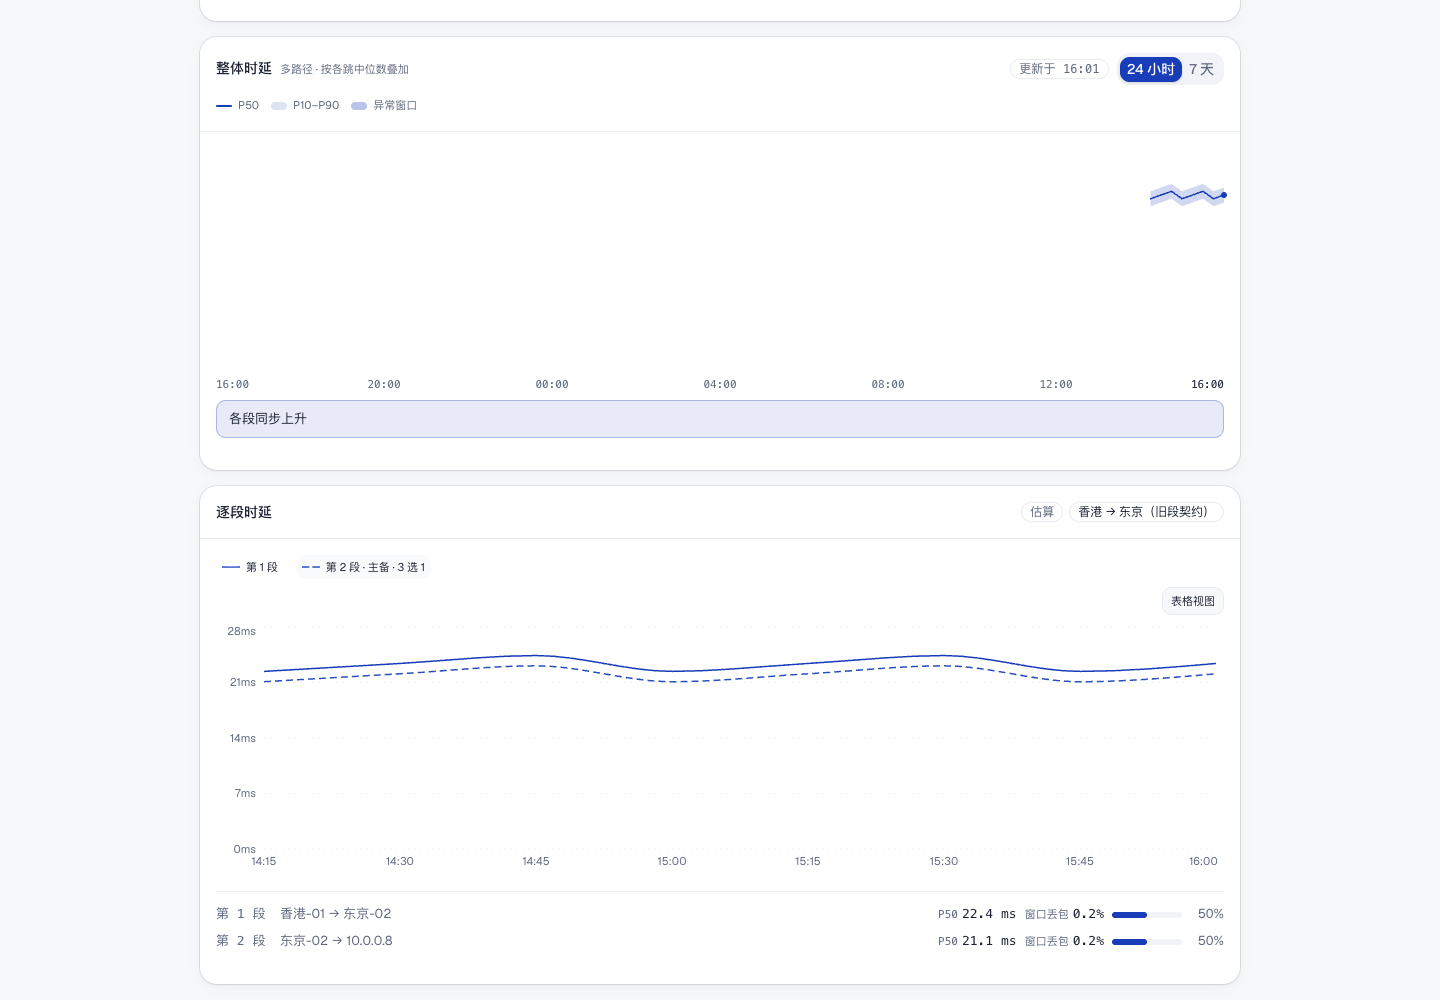 整体时延 多路径 · 按各跳中位数叠加 更新于 16:01 24 小时 7 天
P50 P10–P90 异常窗口
16:00 20:00 00:00 04:00 08:00 12:00 16:00
各段同步上升
逐段时延 估算 香港 → 东京（旧段契约）
第 1 段 第 2 段 · 主备 · 3 选 1
表格视图
28ms
21ms
14ms
7ms
0ms
14:15 14:30 14:45 15:00 15:15 15:30 15:45 16:00
第 1 段 香港-01 → 东京-02 P50 22.4 ms 窗口丢包 0.2% 50%
第 2 段 东京-02 → 10.0.0.8 P50 21.1 ms 窗口丢包 0.2% 50%